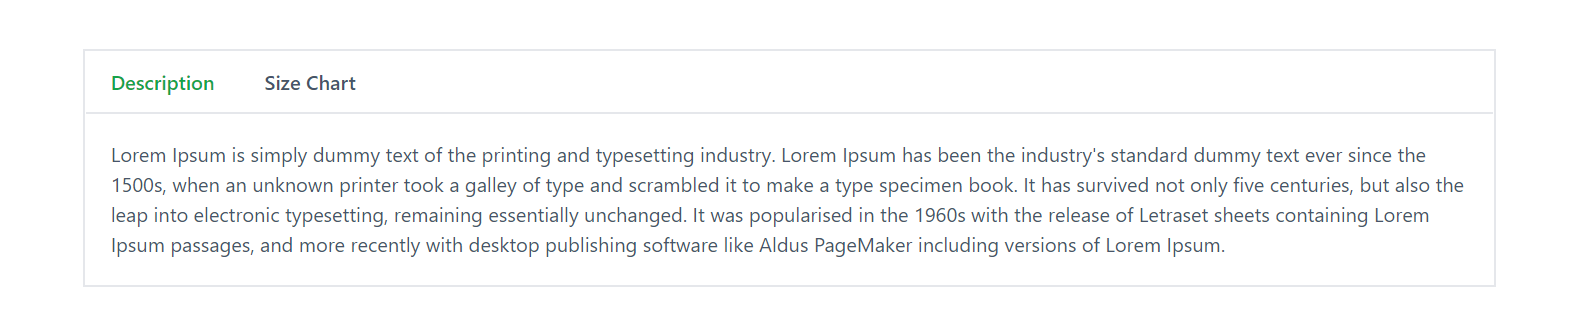 Description Size Chart
Lorem Ipsum is simply dummy text of the printing and typesetting industry. Lorem Ipsum has been the industry's standard dummy text ever since the
1500s, when an unknown printer took a galley of type and scrambled it to make a type specimen book. It has survived not only five centuries, but also the
leap into electronic typesetting, remaining essentially unchanged. It was popularised in the 1960s with the release of Letraset sheets containing Lorem
Ipsum passages, and more recently with desktop publishing software like Aldus PageMaker including versions of Lorem Ipsum.